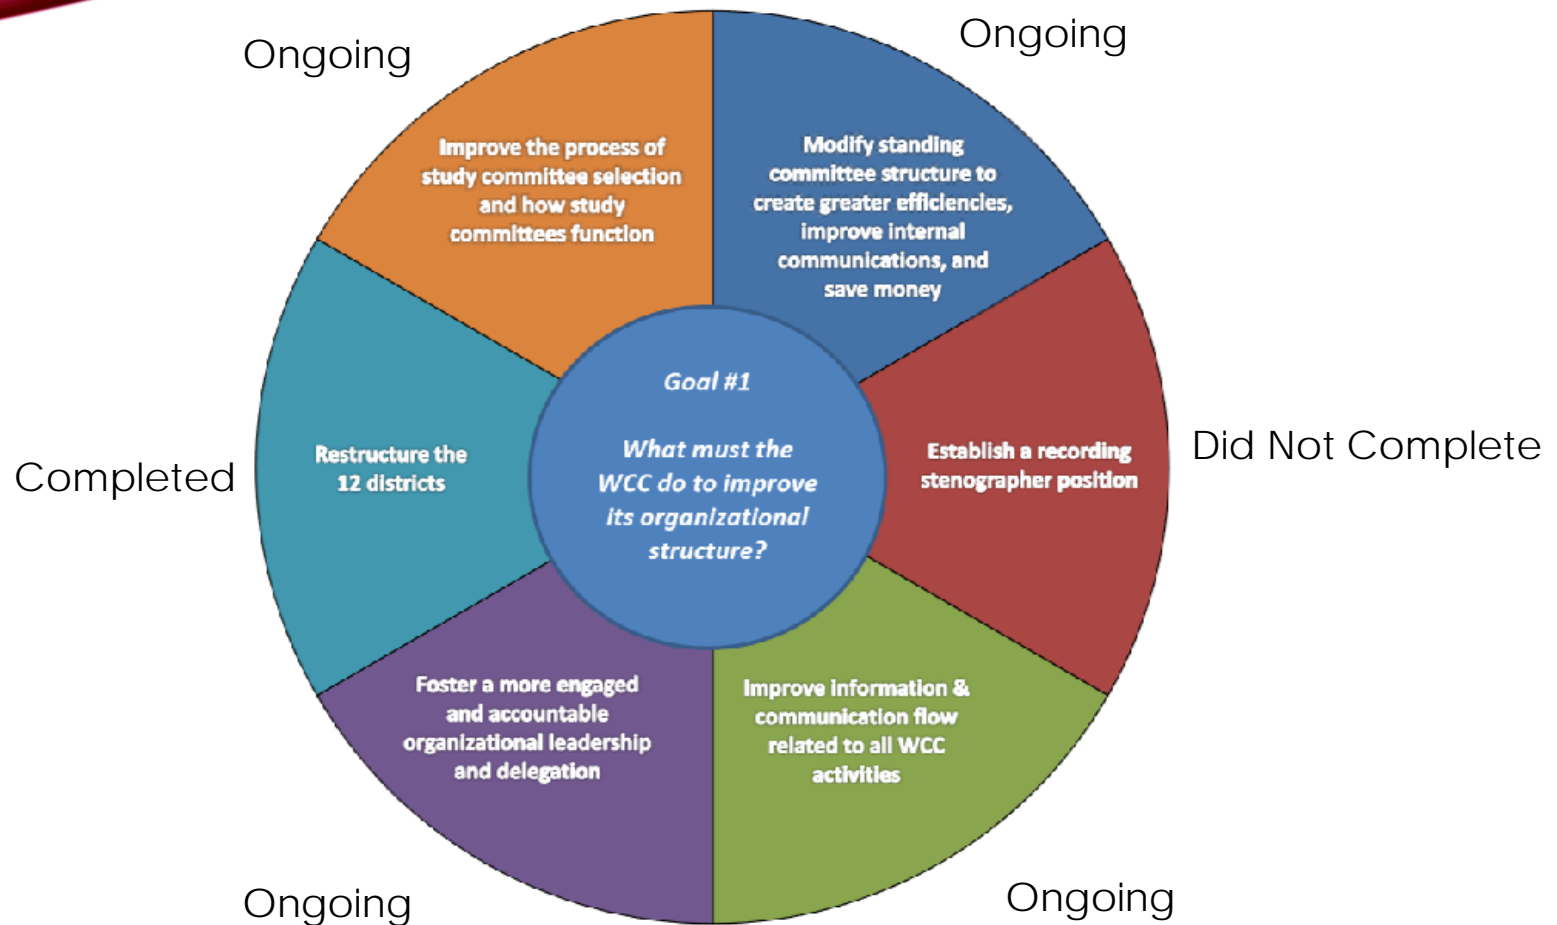 Ongoing
Ongoing
Improve the process of
study committee selection
and how study
committees function
Modify standing
committee structure to
create greater efficiencies,
improve internal
communications, and
save money
Goal #1
What must the
WCC do to improve
its organizational
structure?
Completed
Restructure the
12 districts
Establish a recording
stenographer position
Did Not Complete
Foster a more engaged
and accountable
organizational leadership
and delegation
Improve information &
communication flow
related to all WCC
activities
Ongoing
Ongoing